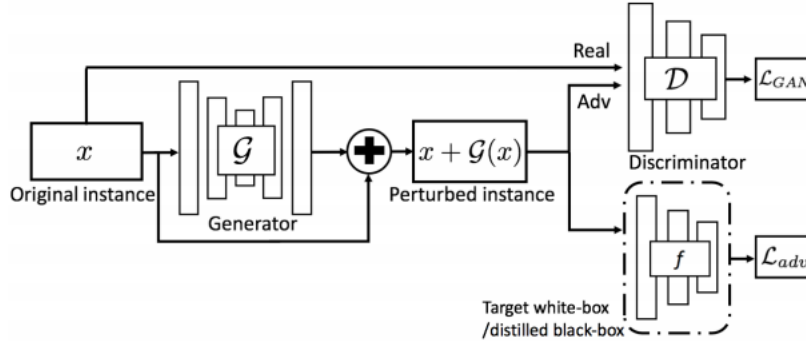 Real
Adv
x
Original instance
𝒢
Generator
+
x + 𝒢(x)
Perturbed instance
𝒟
Discriminator
ℒ_GAN
f
ℒ_adv
Target white-box
/distilled black-box